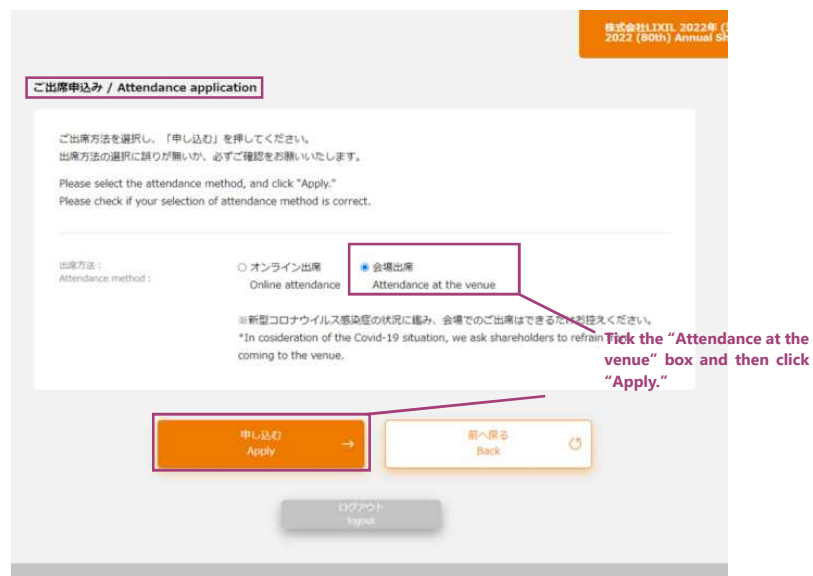 株式会社LIXIL 2022年 (
2022 (80th) Annual Sh
ご出席申込み / Attendance application
ご出席方法を選択し、「申し込む」を押してください。
出席方法の選択に誤りが無いか、必ずご確認をお願いいたします。
Please select the attendance method, and click "Apply."
Please check if your selection of attendance method is correct.
出席方法：
Attendance method :
オンライン出席
Online attendance
会場出席
Attendance at the venue
※新型コロナウイルス感染症の状況に鑑み、会場でのご出席はできるだけお控えください。
*In cosideration of the Covid-19 situation, we ask shareholders to refrain from
coming to the venue.
Tick the “Attendance at the
venue” box and then click
“Apply.”
申し込む
Apply
前へ戻る
Back
ログアウト
logout